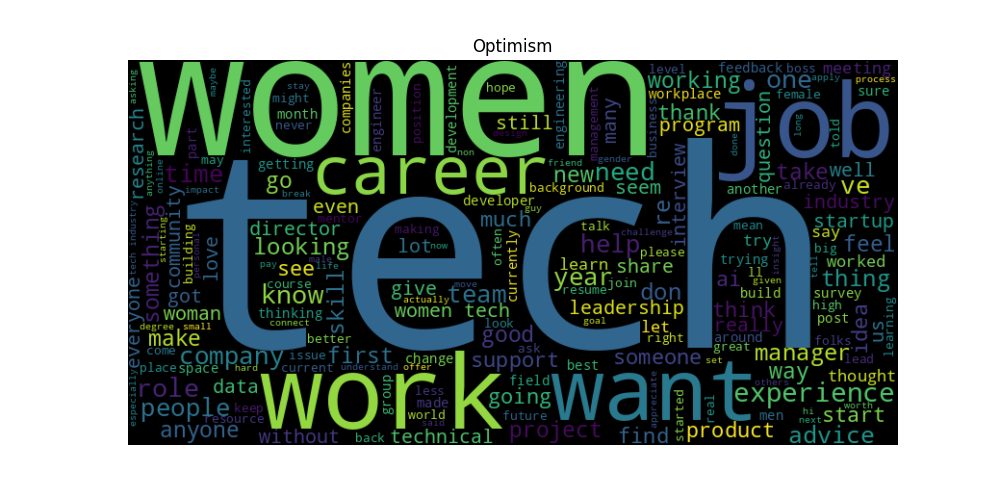 Optimism
women
tech
job
work
want
career
asking
maybe
interested
stay
might
month
never
companies
engineer
position
development
hope
still
design
engineering
many
management
level
working
workplace
business
thank
program
feedback
boss
meeting
one
apply
process
sure
female
long
told
question
done
research
anything
online
part
time
may
impact
getting
go
non
friend
gender
new
need
background
seem
developer
guy
break
even
mentor
making
much
often
director
looking
lot
now
talk
challenge
help
please
re
interview
another
already
take
well
ve
industry
startup
mean
say
feel
try
big
worked
trying
tell
thing
ai
ll
given
insight
build
survey
high
learning
post
idea
us
think
really
around
folks
great
lead
set
manager
way
thought
others
experience
worth
hi
next
start
men
real
started
product
advice
something
starting
community
building
personal
love
got
woman
tech industry
everyone
especially
degree
small
make
come
place
space
company
hard
role
data
people
keep
resource
anyone
without
see
pay
male
life
course
know
thinking
connect
better
skill
issue
current
first
understand
offer
give
actually
team
women tech
currently
move
look
good
ask
change
support
less
made
world
said
group
back
technical
field
going
future
best
project
find
appreciate
someone
learn
share
year
resume
join
don
leadership
goal
let
right